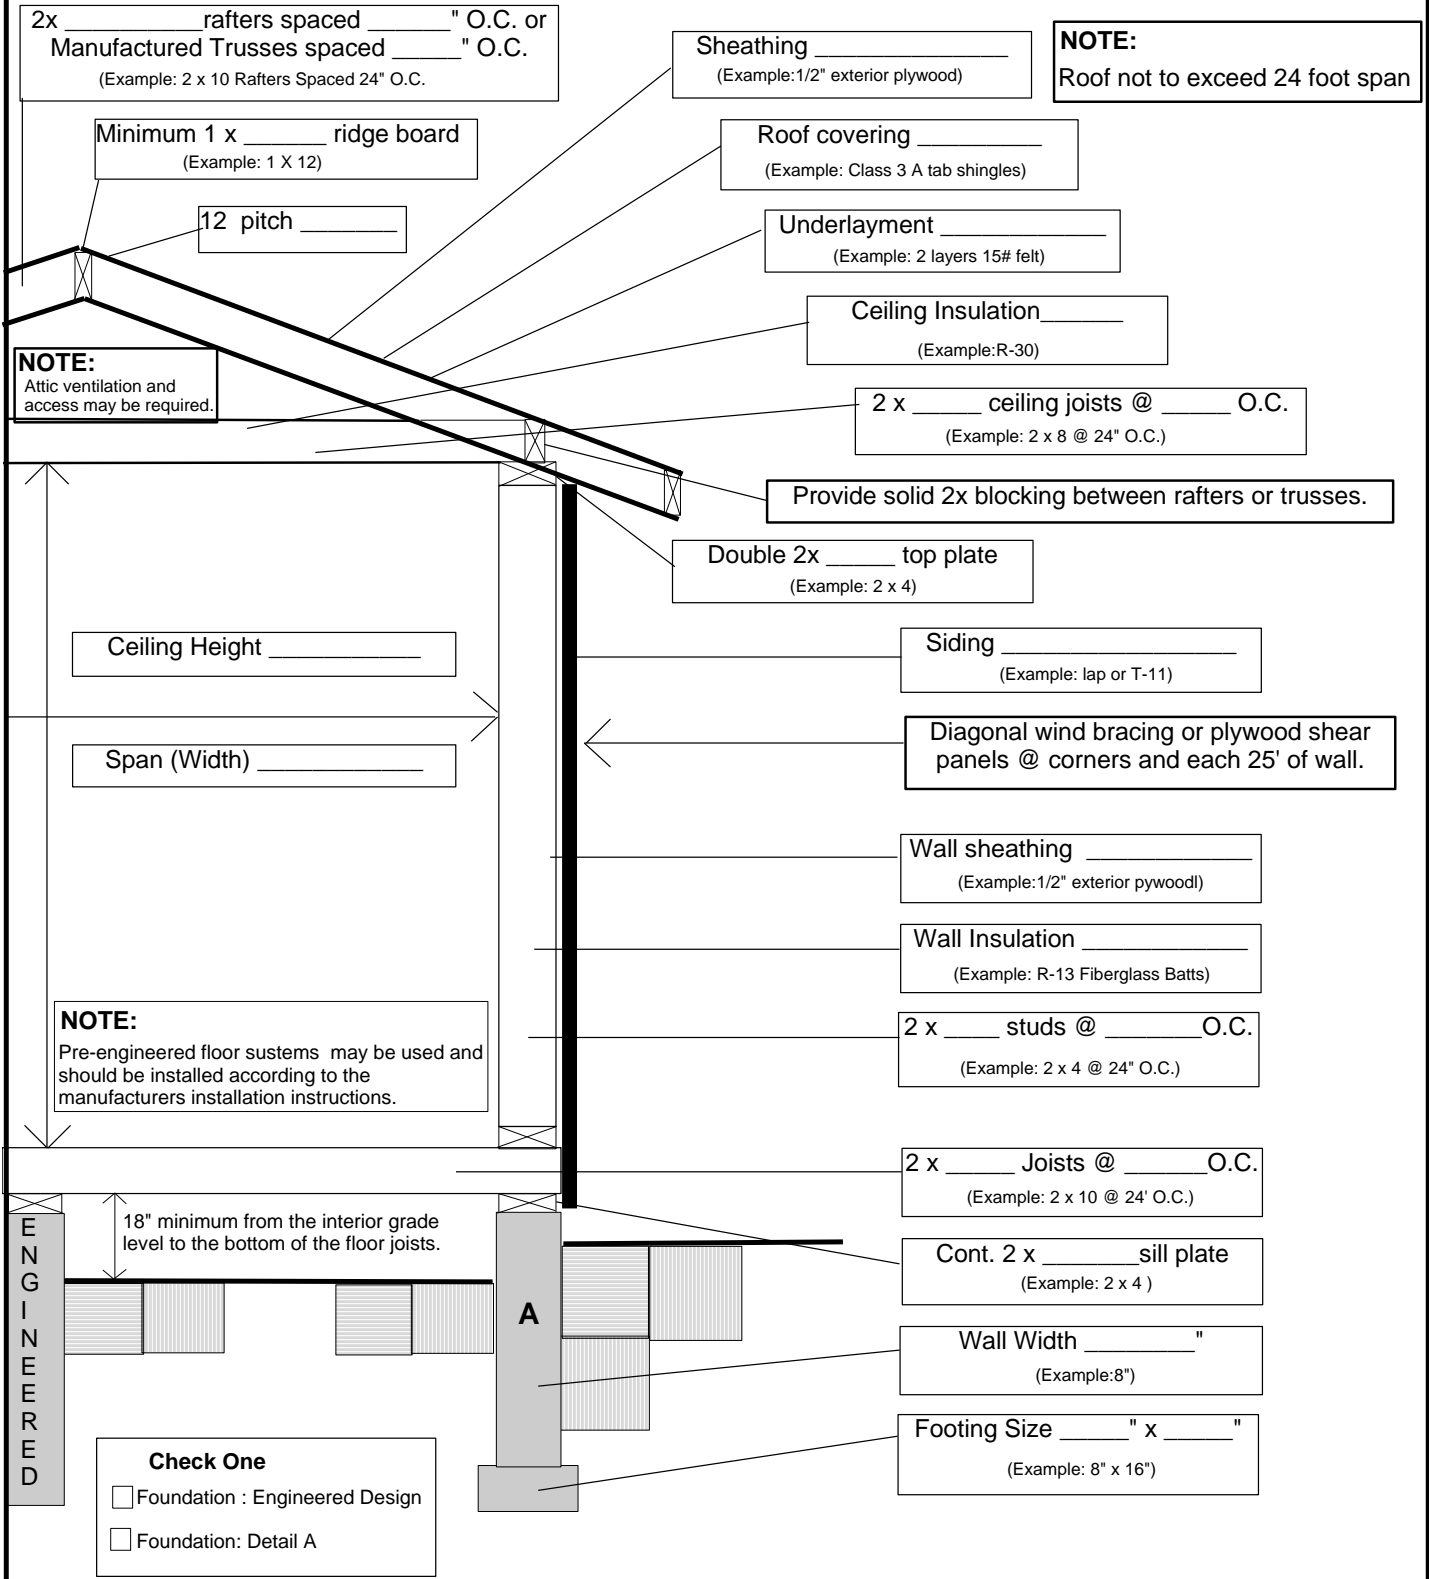 2x __________rafters spaced ______" O.C. or
Manufactured Trusses spaced _____" O.C.
(Example: 2 x 10 Rafters Spaced 24" O.C.
Sheathing ______________
(Example:1/2" exterior plywood)
NOTE:
Roof not to exceed 24 foot span
Minimum 1 x ______ ridge board
(Example: 1 X 12)
Roof covering _________
(Example: Class 3 A tab shingles)
12 pitch _______
Underlayment ____________
(Example: 2 layers 15# felt)
Ceiling Insulation______
(Example:R-30)
NOTE:
Attic ventilation and
access may be required.
2 x _____ ceiling joists @ _____ O.C.
(Example: 2 x 8 @ 24" O.C.)
Provide solid 2x blocking between rafters or trusses.
Double 2x _____ top plate
(Example: 2 x 4)
Ceiling Height ___________
Siding _________________
(Example: lap or T-11)
Span (Width) ____________
Diagonal wind bracing or plywood shear
panels @ corners and each 25' of wall.
Wall sheathing ____________
(Example:1/2" exterior pywoodl)
Wall Insulation ____________
(Example: R-13 Fiberglass Batts)
NOTE:
Pre-engineered floor sustems may be used and
should be installed according to the
manufacturers installation instructions.
2 x ____ studs @ _______O.C.
(Example: 2 x 4 @ 24" O.C.)
2 x _____ Joists @ ______O.C.
(Example: 2 x 10 @ 24' O.C.)
18" minimum from the interior grade
level to the bottom of the floor joists.
Cont. 2 x _______sill plate
(Example: 2 x 4 )
ENGINEERED
A
Wall Width ________"
(Example:8")
Footing Size _____" x _____"
(Example: 8" x 16")
Check One
Foundation : Engineered Design
Foundation: Detail A